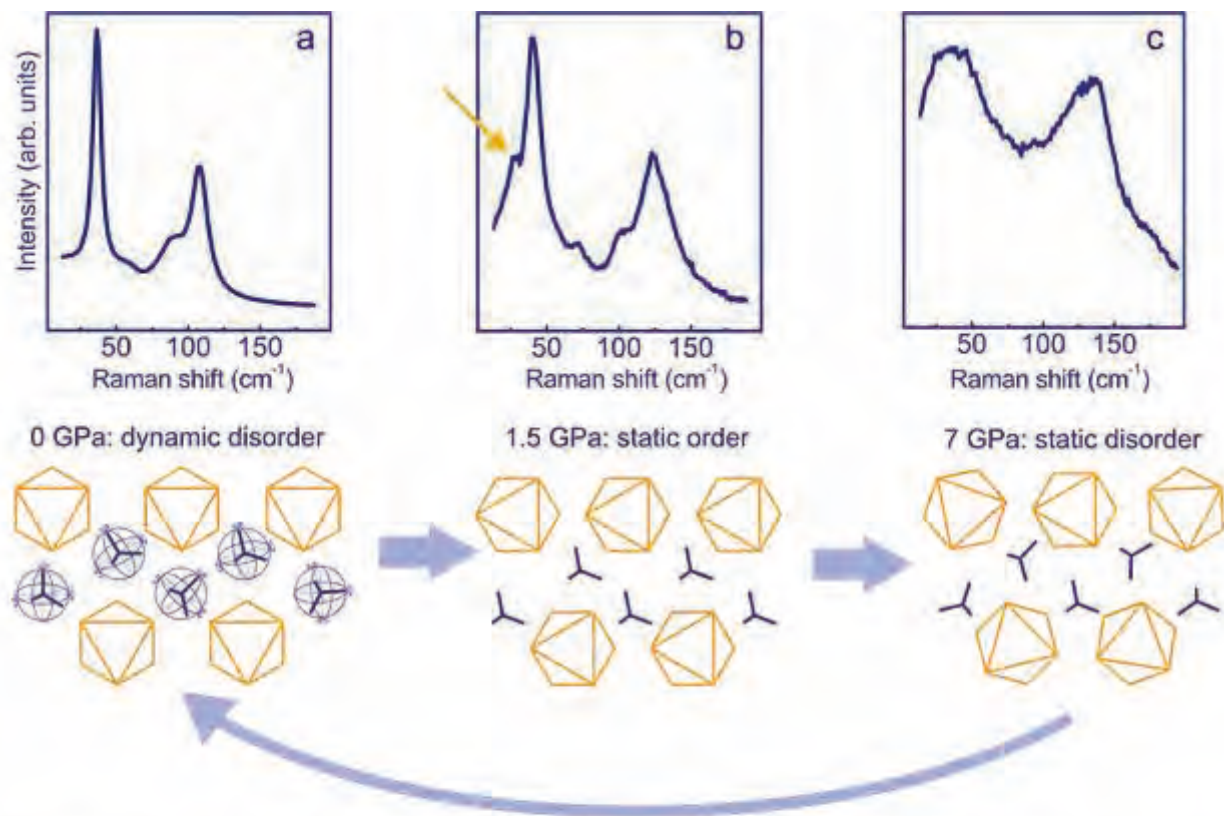 a
b
c
Intensity (arb. units)
50 100 150
50 100 150
50 100 150
Raman shift (cm⁻¹)
Raman shift (cm⁻¹)
Raman shift (cm⁻¹)
0 GPa: dynamic disorder
1.5 GPa: static order
7 GPa: static disorder